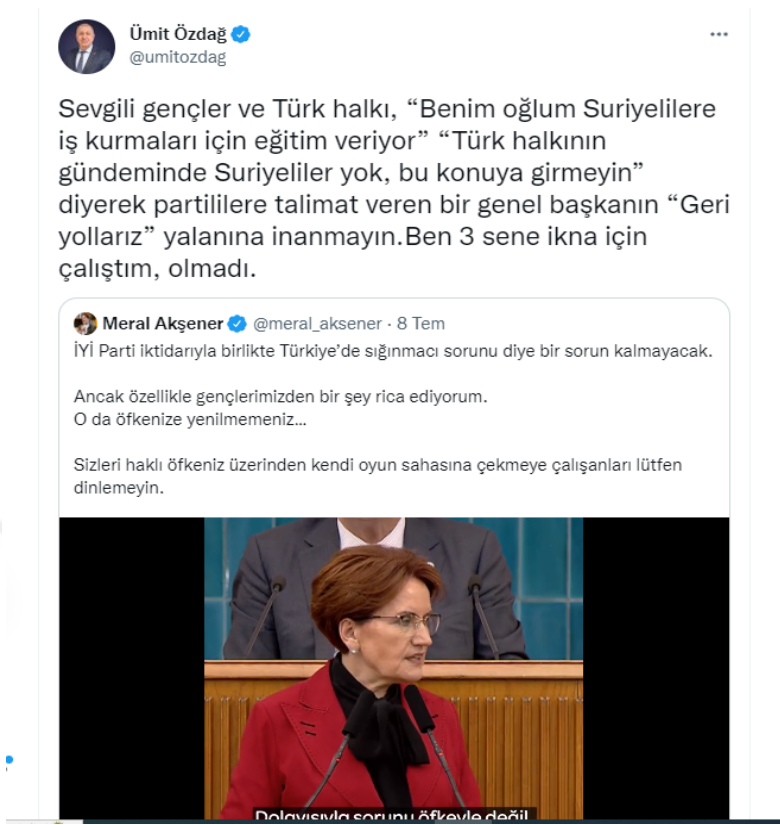 Ümit Özdağ
@umitozdag
Sevgili gençler ve Türk halkı, “Benim oğlum Suriyelilere
iş kurmaları için eğitim veriyor” “Türk halkının
gündeminde Suriyeliler yok, bu konuya girmeyin”
diyerek partililere talimat veren bir genel başkanın “Geri
yollarız” yalanına inanmayın.Ben 3 sene ikna için
çalıştım, olmadı.
Meral Akşener @meral_aksener · 8 Tem
İYİ Parti iktidarıyla birlikte Türkiye’de sığınmacı sorunu diye bir sorun kalmayacak.
Ancak özellikle gençlerimizden bir şey rica ediyorum.
O da öfkenize yenilmemeniz...
Sizleri haklı öfkeniz üzerinden kendi oyun sahasına çekmeye çalışanları lütfen
dinlemeyin.
Dolayısıyla sorunu öfkeyle değil,